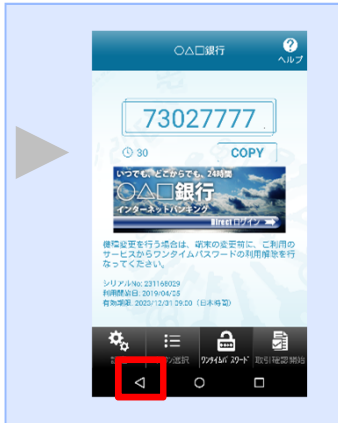 ○△□銀行
ヘルプ
73027777
30
COPY
いつでも、どこからでも、24時間
○△□銀行
インターネットバンキング
Directログイン
機種変更を行う場合は、端末の変更前に、ご利用の
サービスからワンタイムパスワードの利用解除を行
なってください。
シリアルNo: 231168029
利用開始日: 2019/04/25
有効期限: 2023/12/31 09:00（日本時間）
選択
ワンタイムパスワード
取引確認開始